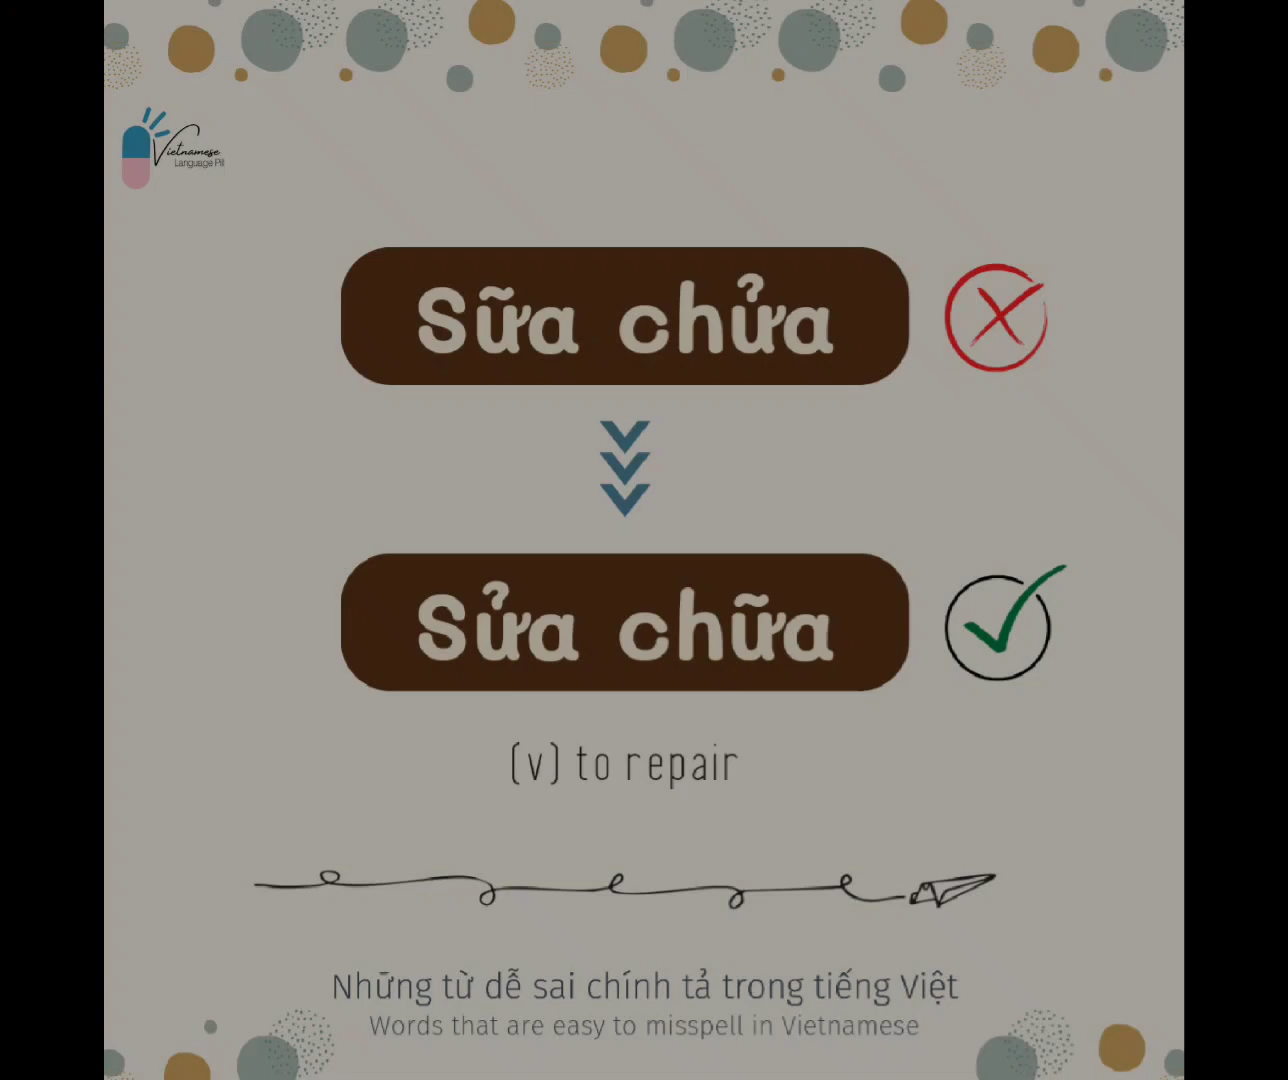 Vietnamese
Language Pill
Sữa chửa
Sửa chữa
(v) to repair
Những từ dễ sai chính tả trong tiếng Việt
Words that are easy to misspell in Vietnamese